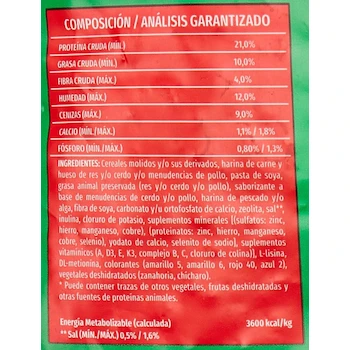 COMPOSICIÓN / ANÁLISIS GARANTIZADO
PROTEÍNA CRUDA (MÍN.) 21,0%
GRASA CRUDA (MÍN.) 10,0%
FIBRA CRUDA (MÁX.) 4,0%
HUMEDAD (MÁX.) 12,0%
CENIZAS (MÁX.) 9,0%
CALCIO (MÍN./MÁX.) 1,1% / 1,8%
FÓSFORO (MÍN./MÁX.) 0,80% / 1,3%
INGREDIENTES: Cereales molidos y/o sus derivados, harina de carne y
hueso de res y/o cerdo y/o menudencias de pollo, pasta de soya,
grasa animal preservada (res y/o cerdo y/o pollo), saborizante a
base de menudencias de cerdo y/o pollo, harina de pescado y/o
alga, fibra de soya, carbonato y/u ortofosfato de calcio, zeolita, sal**,
inulina, cloruro de potasio, suplementos minerales [(sulfatos: zinc,
hierro, manganeso, cobre), (proteinatos: zinc, hierro, manganeso,
cobre, selenio), yodato de calcio, selenito de sodio], suplementos
vitamínicos (A, D3, E, K3, complejo B, C, cloruro de colina)], L-lisina,
DL-metionina, colorantes (amarillo 5, amarillo 6, rojo 40, azul 2),
vegetales deshidratados (zanahoria, chícharo).
* Puede contener trazas de otros vegetales, frutas deshidratadas y
otras fuentes de proteínas animales.
Energía Metabolizable (calculada) 3600 kcal/kg
** Sal (MÍN./MÁX.) 0,5% / 1,6%